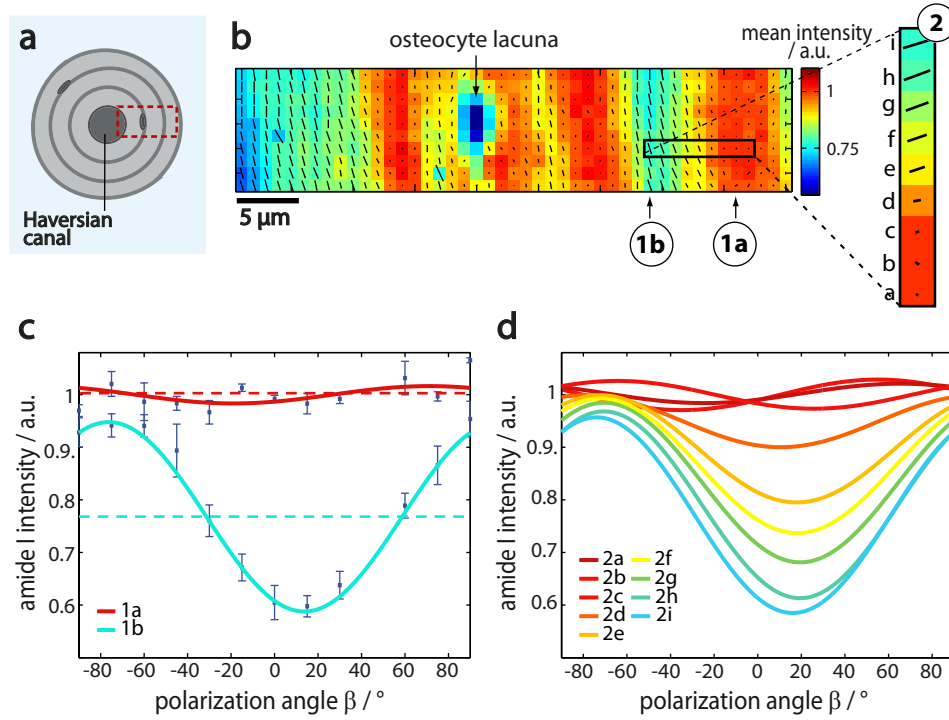 a
Haversian
canal
b
osteocyte lacuna
5 µm
1b
1a
mean intensity
/ a.u.
1
0.75
2
i
h
g
f
e
d
c
b
a
c
amide I intensity / a.u.
1
0.9
0.8
0.7
0.6
1a
1b
-80 -60 -40 -20 0 20 40 60 80
polarization angle β / °
d
amide I intensity / a.u.
1
0.9
0.8
0.7
0.6
2a 2f
2b 2g
2c 2h
2d 2i
2e
-80 -60 -40 -20 0 20 40 60 80
polarization angle β / °